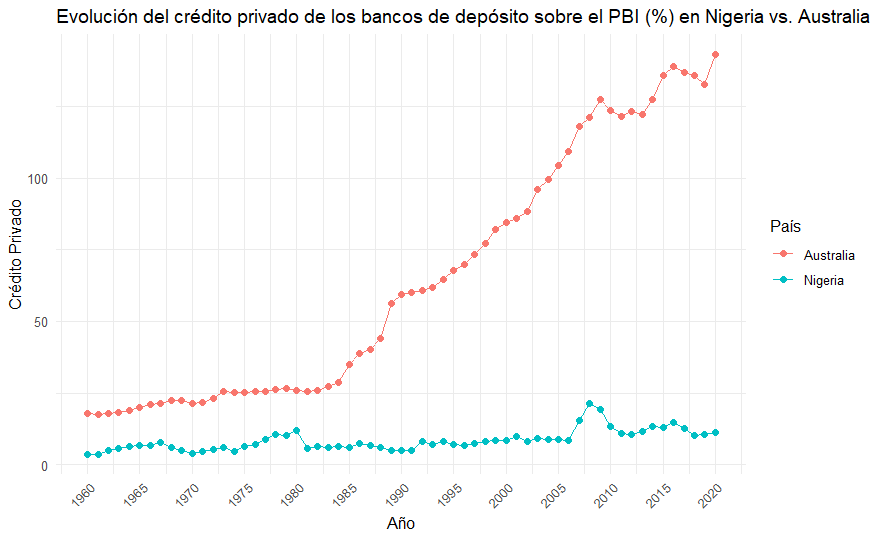 Evolución del crédito privado de los bancos de depósito sobre el PBI (%) en Nigeria vs. Australia
100
50
0
Crédito Privado
1960 1965 1970 1975 1980 1985 1990 1995 2000 2005 2010 2015 2020
Año
País
Australia
Nigeria